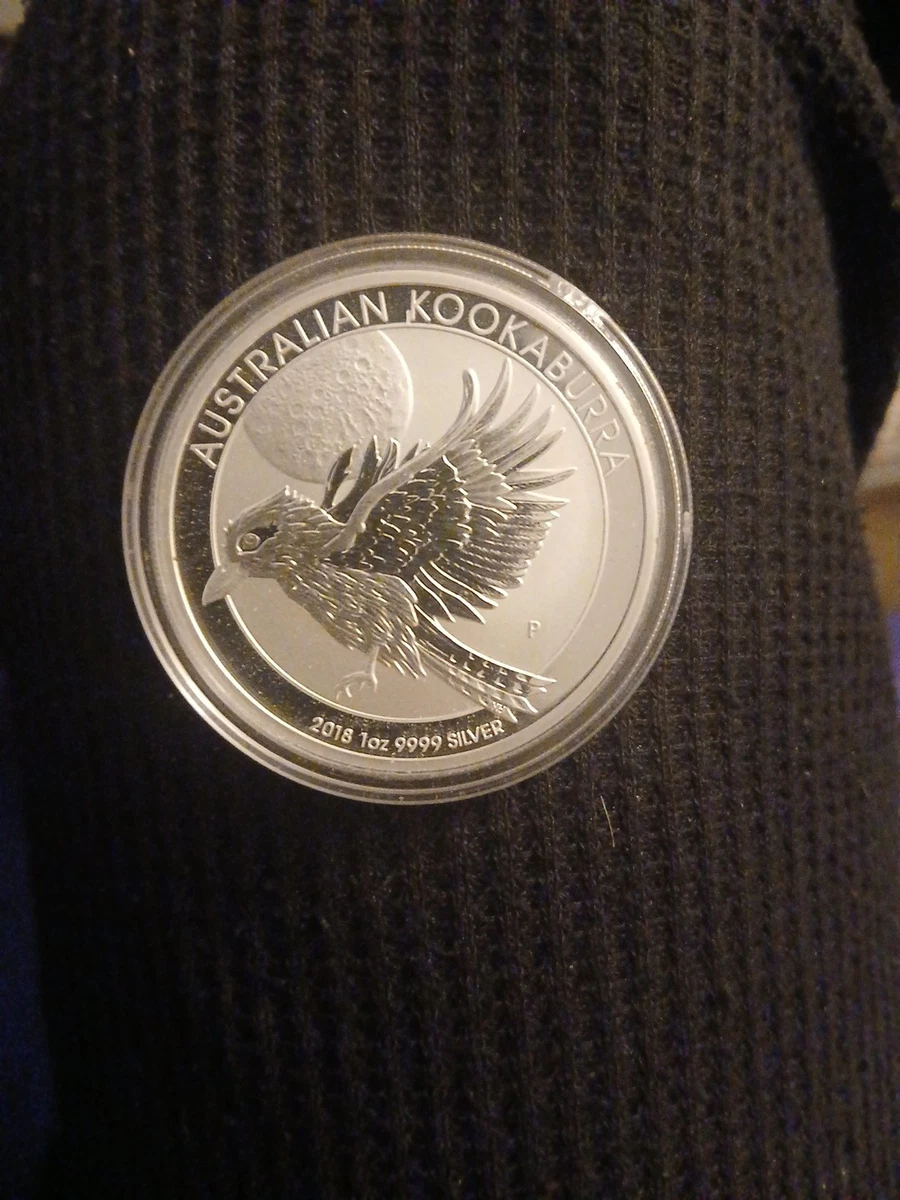 AUSTRALIAN KOOKABURRA
P
2018 1oz 9999 SILVER